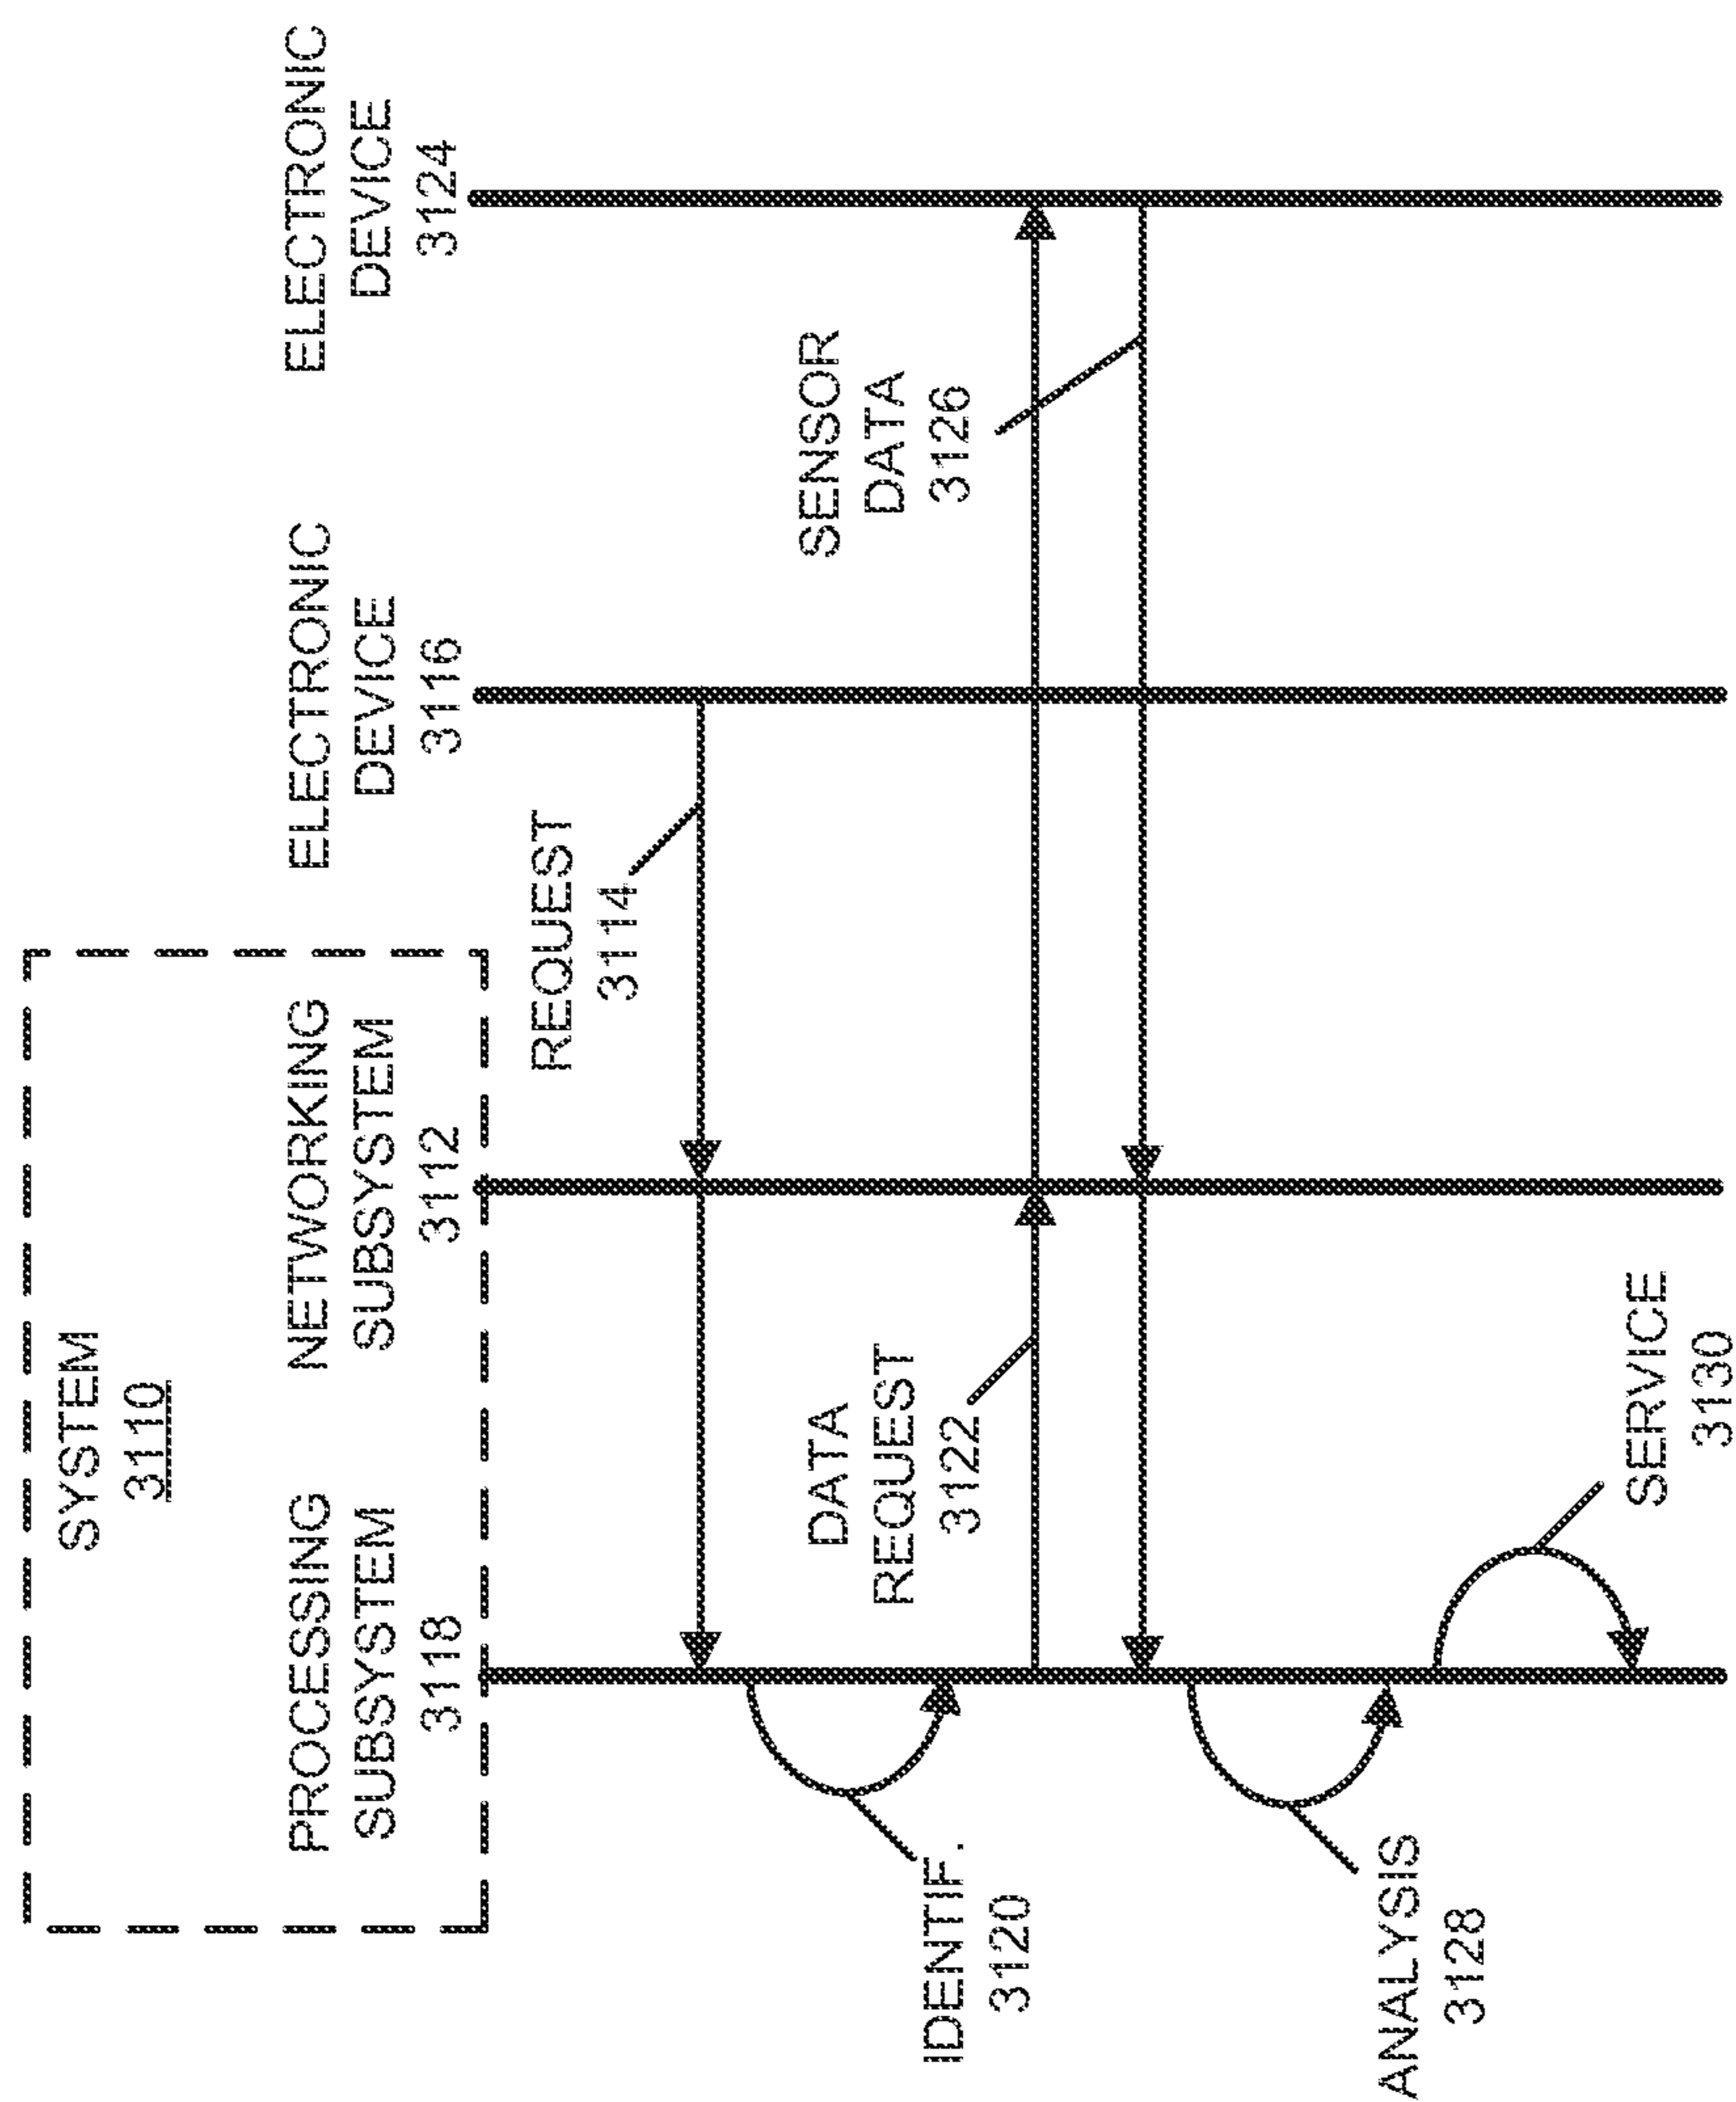 SYSTEM
3110
PROCESSING
SUBSYSTEM
3118
NETWORKING
SUBSYSTEM
3112
ELECTRONIC
DEVICE
3116
ELECTRONIC
DEVICE
3124
REQUEST
3114
IDENTIF.
3120
DATA
REQUEST
3122
SENSOR
DATA
3126
ANALYSIS
3128
SERVICE
3130